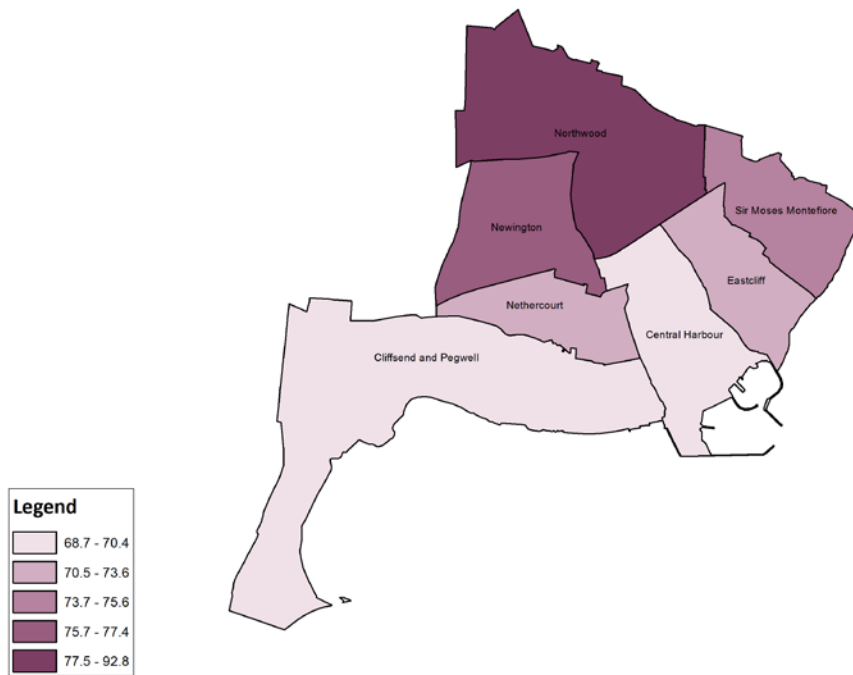 Northwood
Sir Moses Montefiore
Newington
Eastcliff
Nethercourt
Central Harbour
Cliffsend and Pegwell
Legend
68.7 - 70.4
70.5 - 73.6
73.7 - 75.6
75.7 - 77.4
77.5 - 92.8